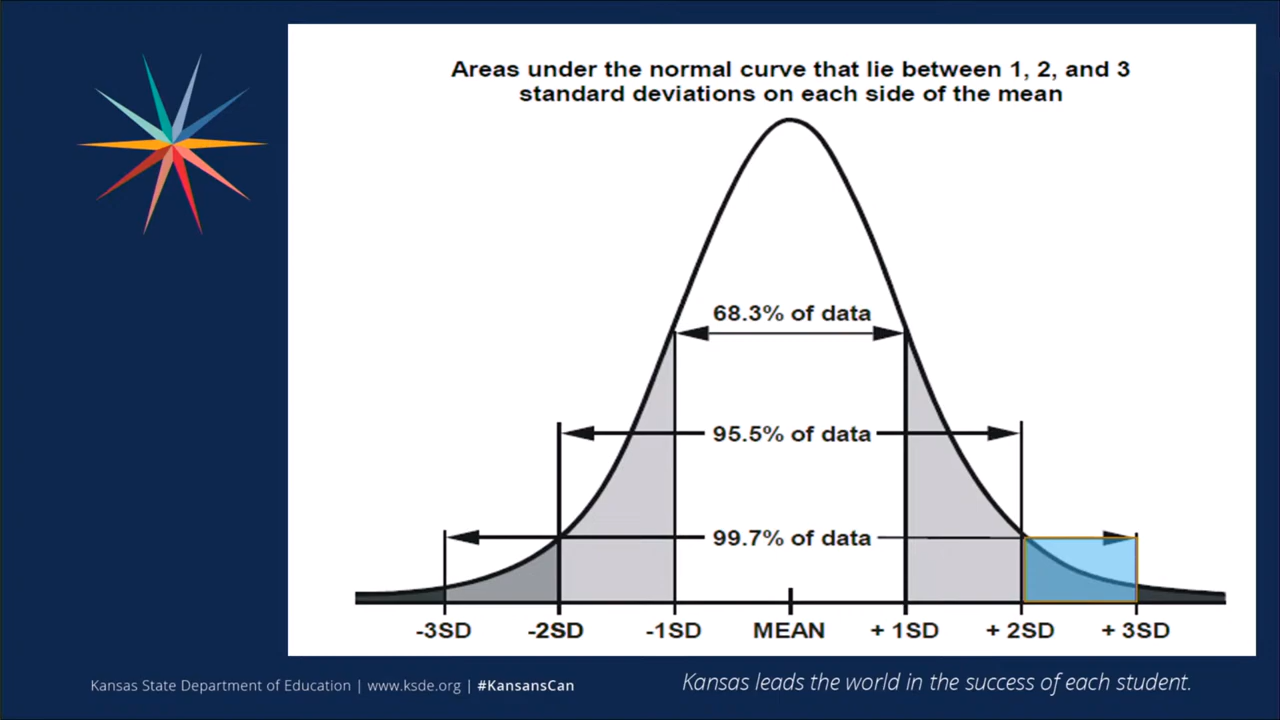 Areas under the normal curve that lie between 1, 2, and 3
standard deviations on each side of the mean
68.3% of data
95.5% of data
99.7% of data
-3SD -2SD -1SD MEAN + 1SD + 2SD + 3SD
Kansas State Department of Education | www.ksde.org | #KansansCan
Kansas leads the world in the success of each student.